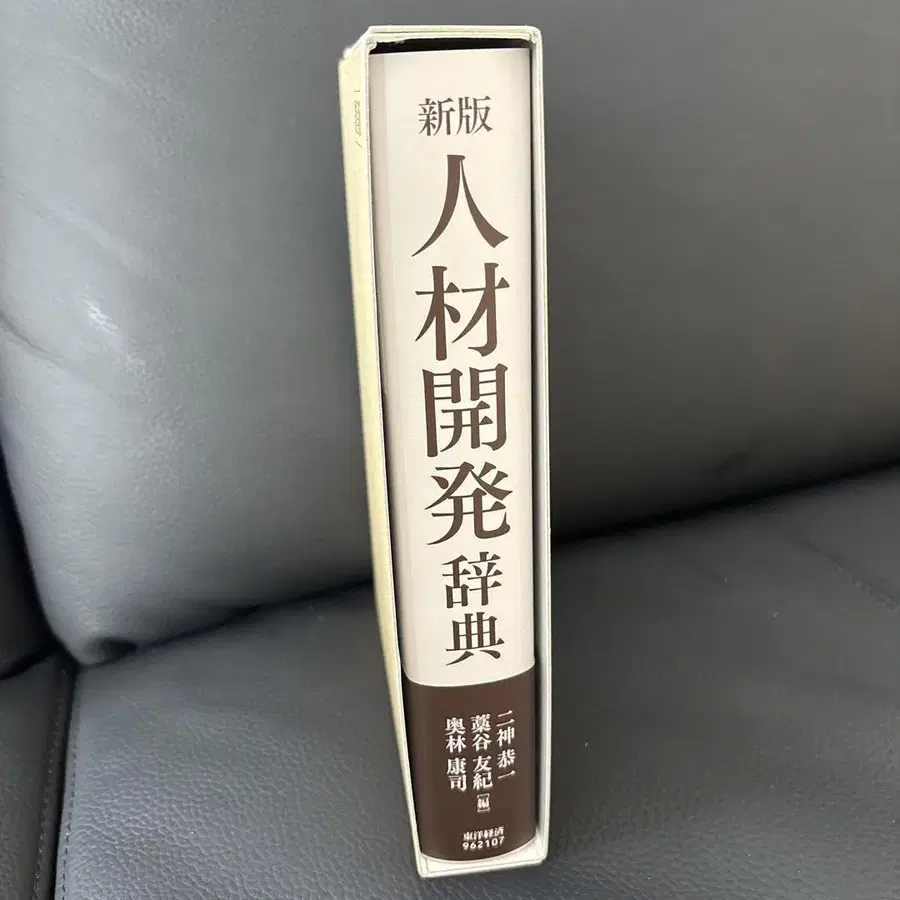 新版
人材開発
辞典
二神 恭一
藁谷 友紀
奥林 康司
[編]
東洋経済
962107